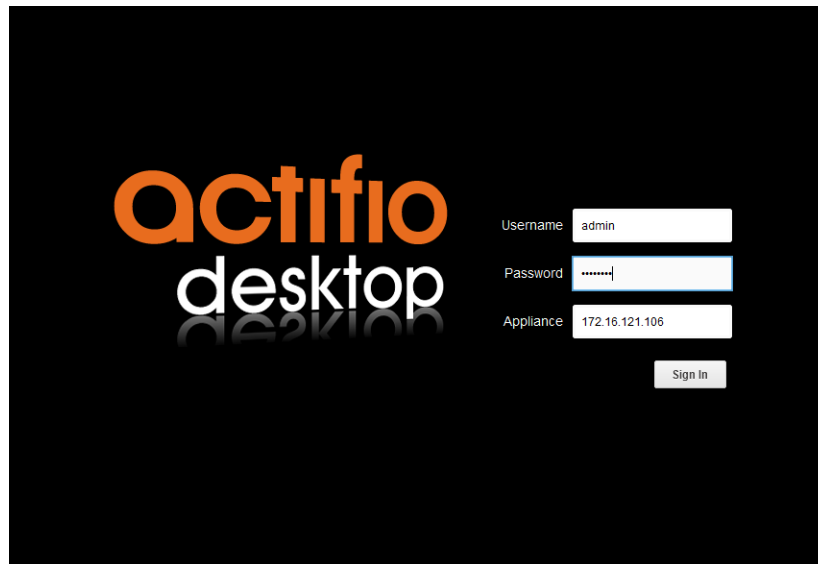 actifio
desktop
Username admin
Password ••••••••
Appliance 172.16.121.106
Sign In